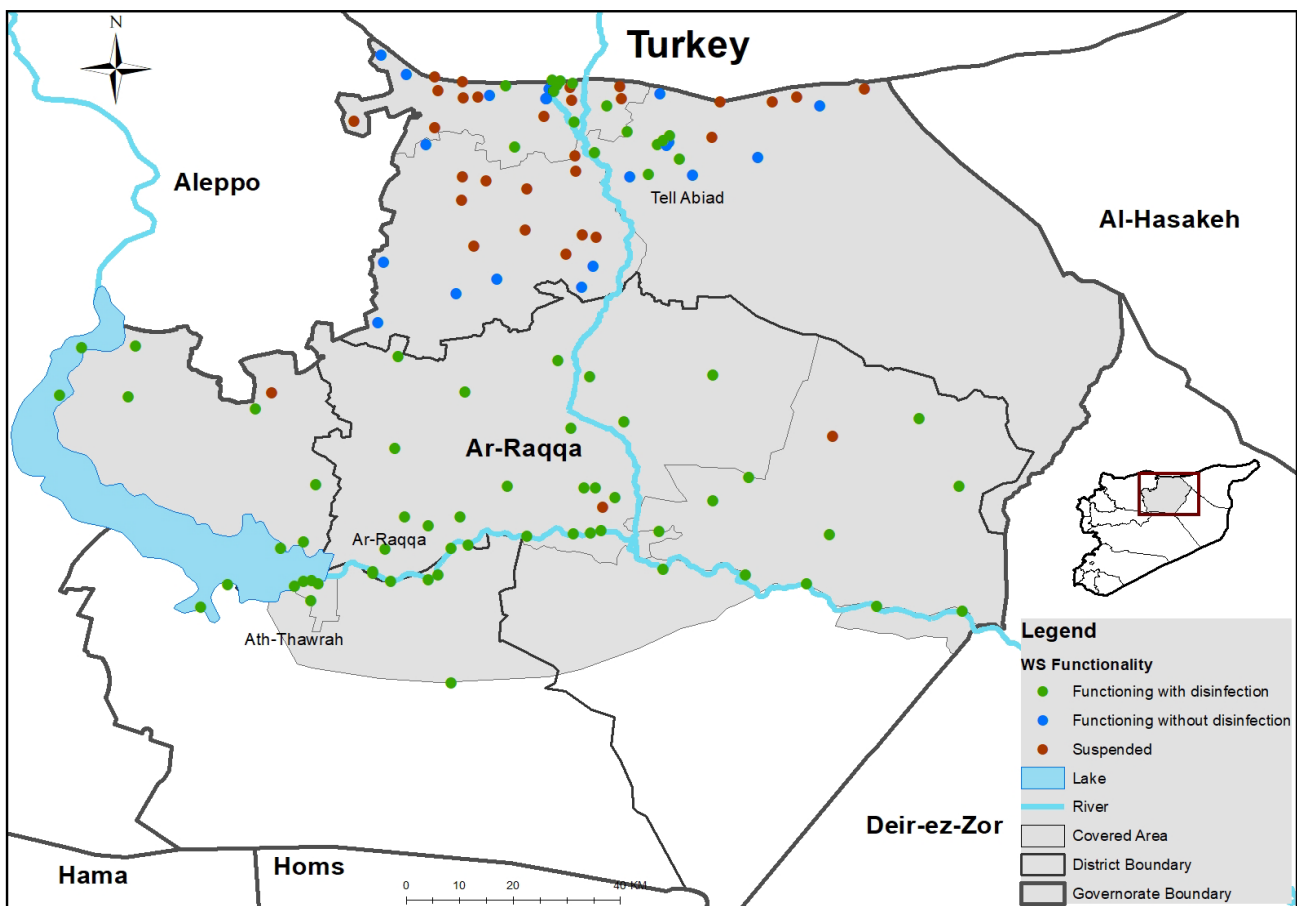 N
Turkey
Aleppo
Tell Abiad
Al-Hasakeh
Ar-Raqqa
Ar-Raqqa
Ath-Thawrah
Deir-ez-Zor
Hama
Homs
0 10 20 40 KM
Legend
WS Functionality
Functioning with disinfection
Functioning without disinfection
Suspended
Lake
River
Covered Area
District Boundary
Governorate Boundary